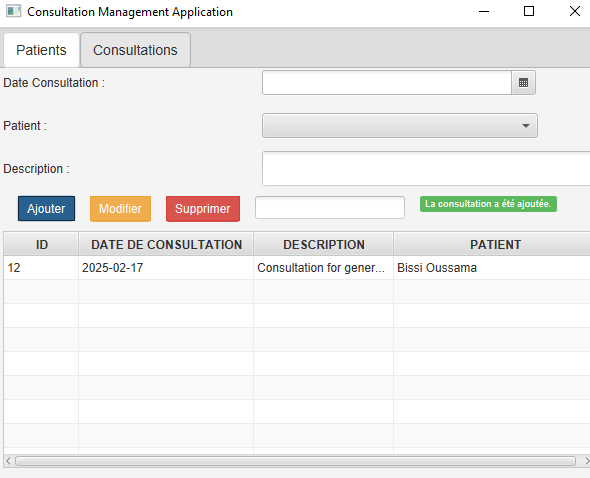 Consultation Management Application
Patients Consultations
Date Consultation :
Patient :
Description :
Ajouter Modifier Supprimer La consultation a été ajoutée.
ID DATE DE CONSULTATION DESCRIPTION PATIENT
12 2025-02-17 Consultation for gener... Bissi Oussama